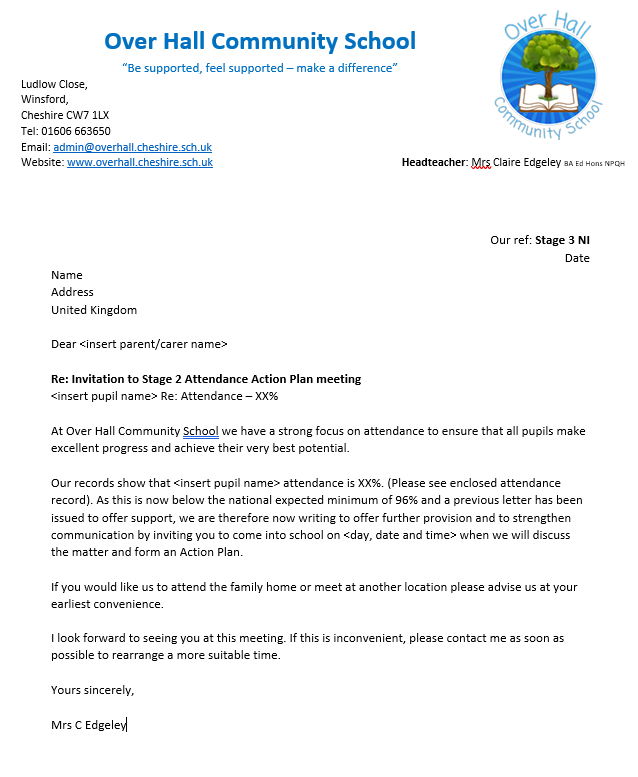 Over Hall Community School
“Be supported, feel supported – make a difference”
Over Hall
Community School
Ludlow Close,
Winsford,
Cheshire CW7 1LX
Tel: 01606 663650
Email: admin@overhall.cheshire.sch.uk
Website: www.overhall.cheshire.sch.uk
Headteacher: Mrs Claire Edgeley BA Ed Hons NPQH
Our ref: Stage 3 NI
Date
Name
Address
United Kingdom
Dear <insert parent/carer name>
Re: Invitation to Stage 2 Attendance Action Plan meeting
<insert pupil name> Re: Attendance – XX%
At Over Hall Community School we have a strong focus on attendance to ensure that all pupils make
excellent progress and achieve their very best potential.
Our records show that <insert pupil name> attendance is XX%. (Please see enclosed attendance
record). As this is now below the national expected minimum of 96% and a previous letter has been
issued to offer support, we are therefore now writing to offer further provision and to strengthen
communication by inviting you to come into school on <day, date and time> when we will discuss
the matter and form an Action Plan.
If you would like us to attend the family home or meet at another location please advise us at your
earliest convenience.
I look forward to seeing you at this meeting. If this is inconvenient, please contact me as soon as
possible to rearrange a more suitable time.
Yours sincerely,
Mrs C Edgeley